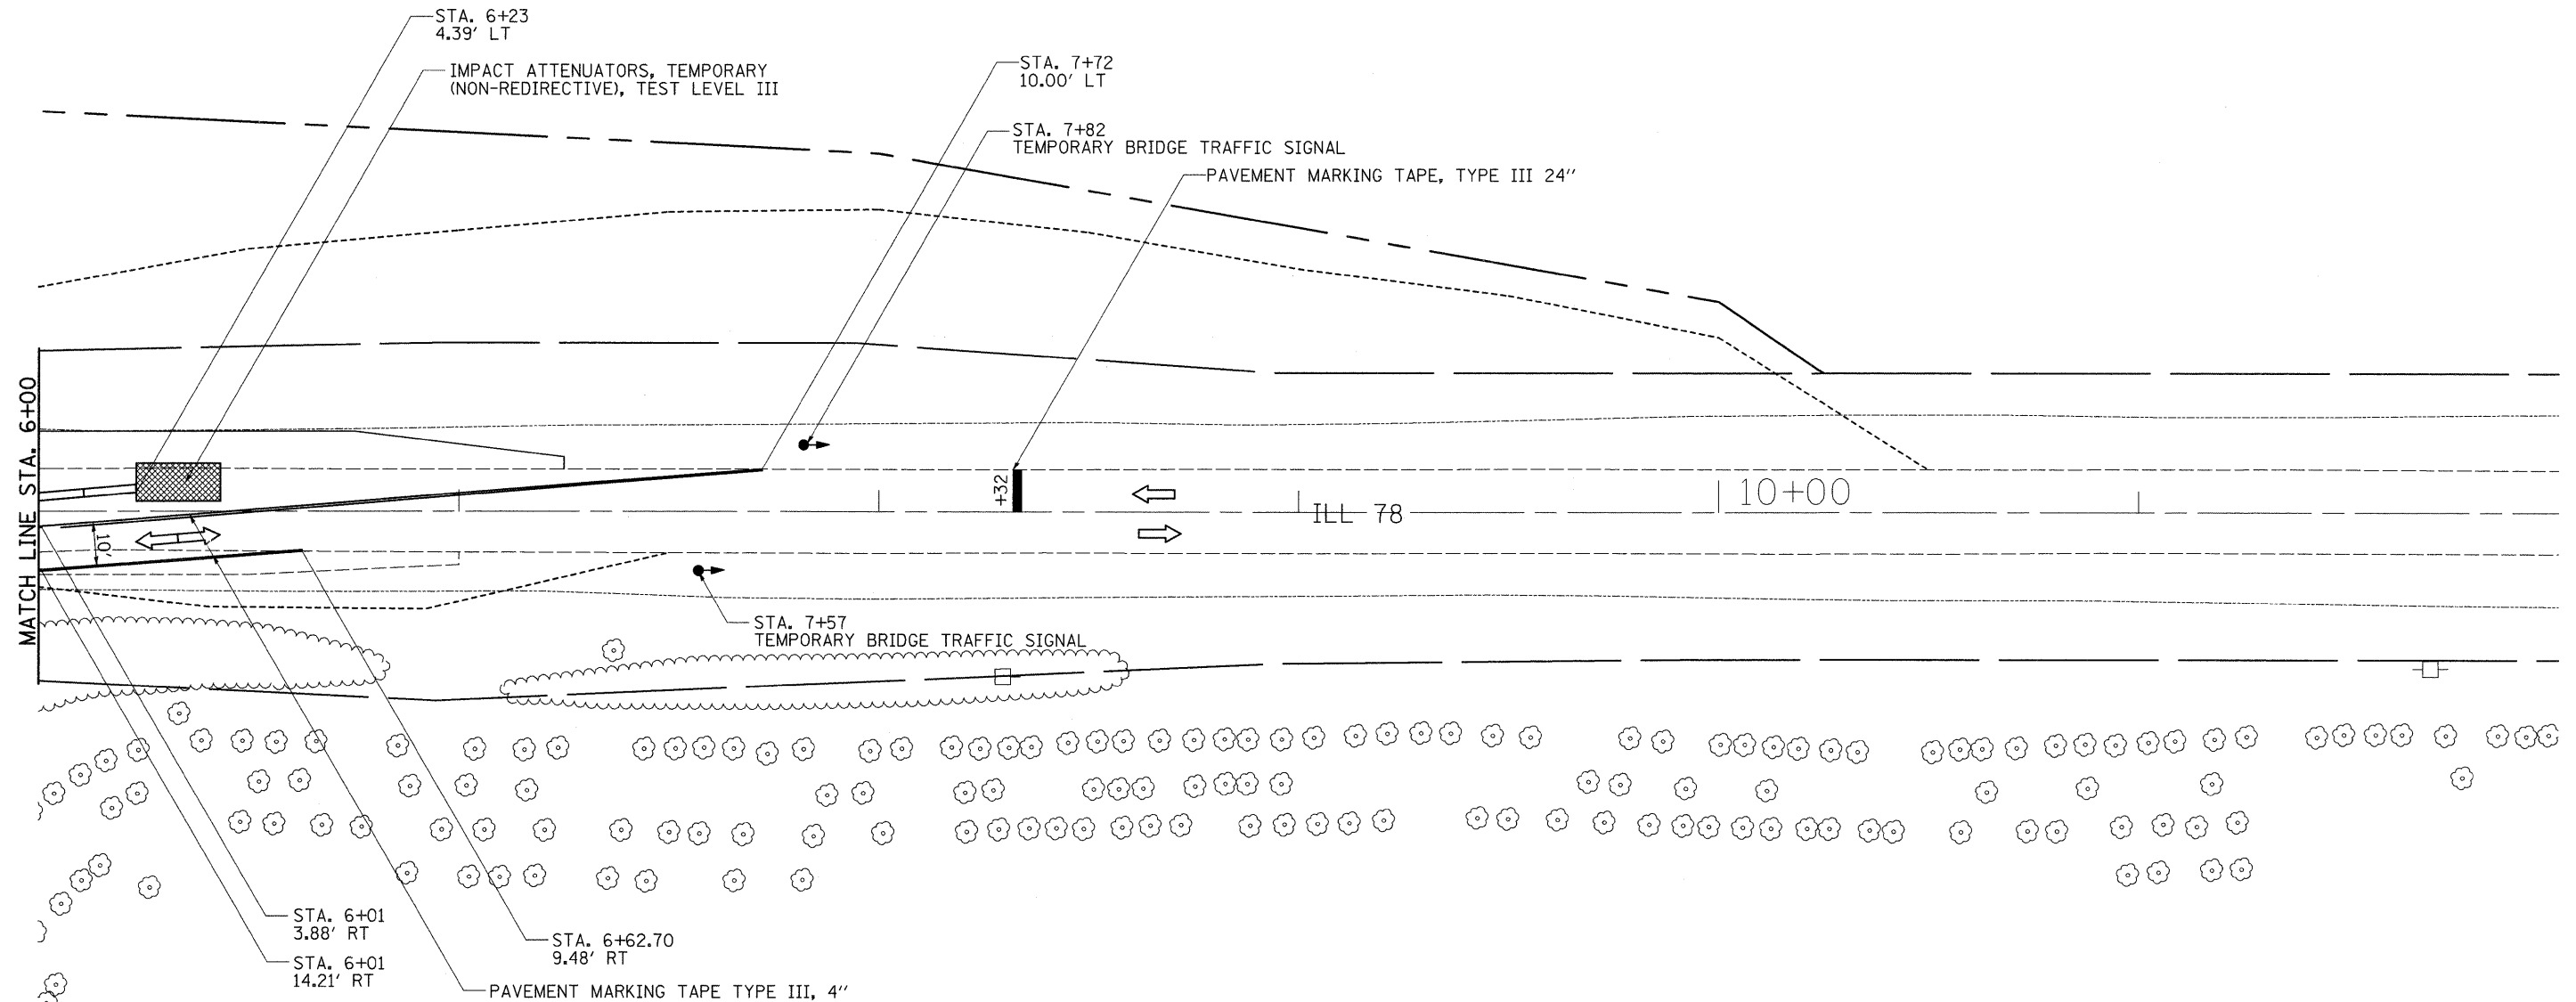 STA. 6+23
4.39' LT
IMPACT ATTENUATORS, TEMPORARY
(NON-REDIRECTIVE), TEST LEVEL III
STA. 7+72
10.00' LT
STA. 7+82
TEMPORARY BRIDGE TRAFFIC SIGNAL
PAVEMENT MARKING TAPE, TYPE III 24"
MATCH LINE STA. 6+00
+32
10+00
ILL 78
10'
STA. 7+57
TEMPORARY BRIDGE TRAFFIC SIGNAL
STA. 6+01
3.88' RT
STA. 6+01
14.21' RT
STA. 6+62.70
9.48' RT
PAVEMENT MARKING TAPE TYPE III, 4"